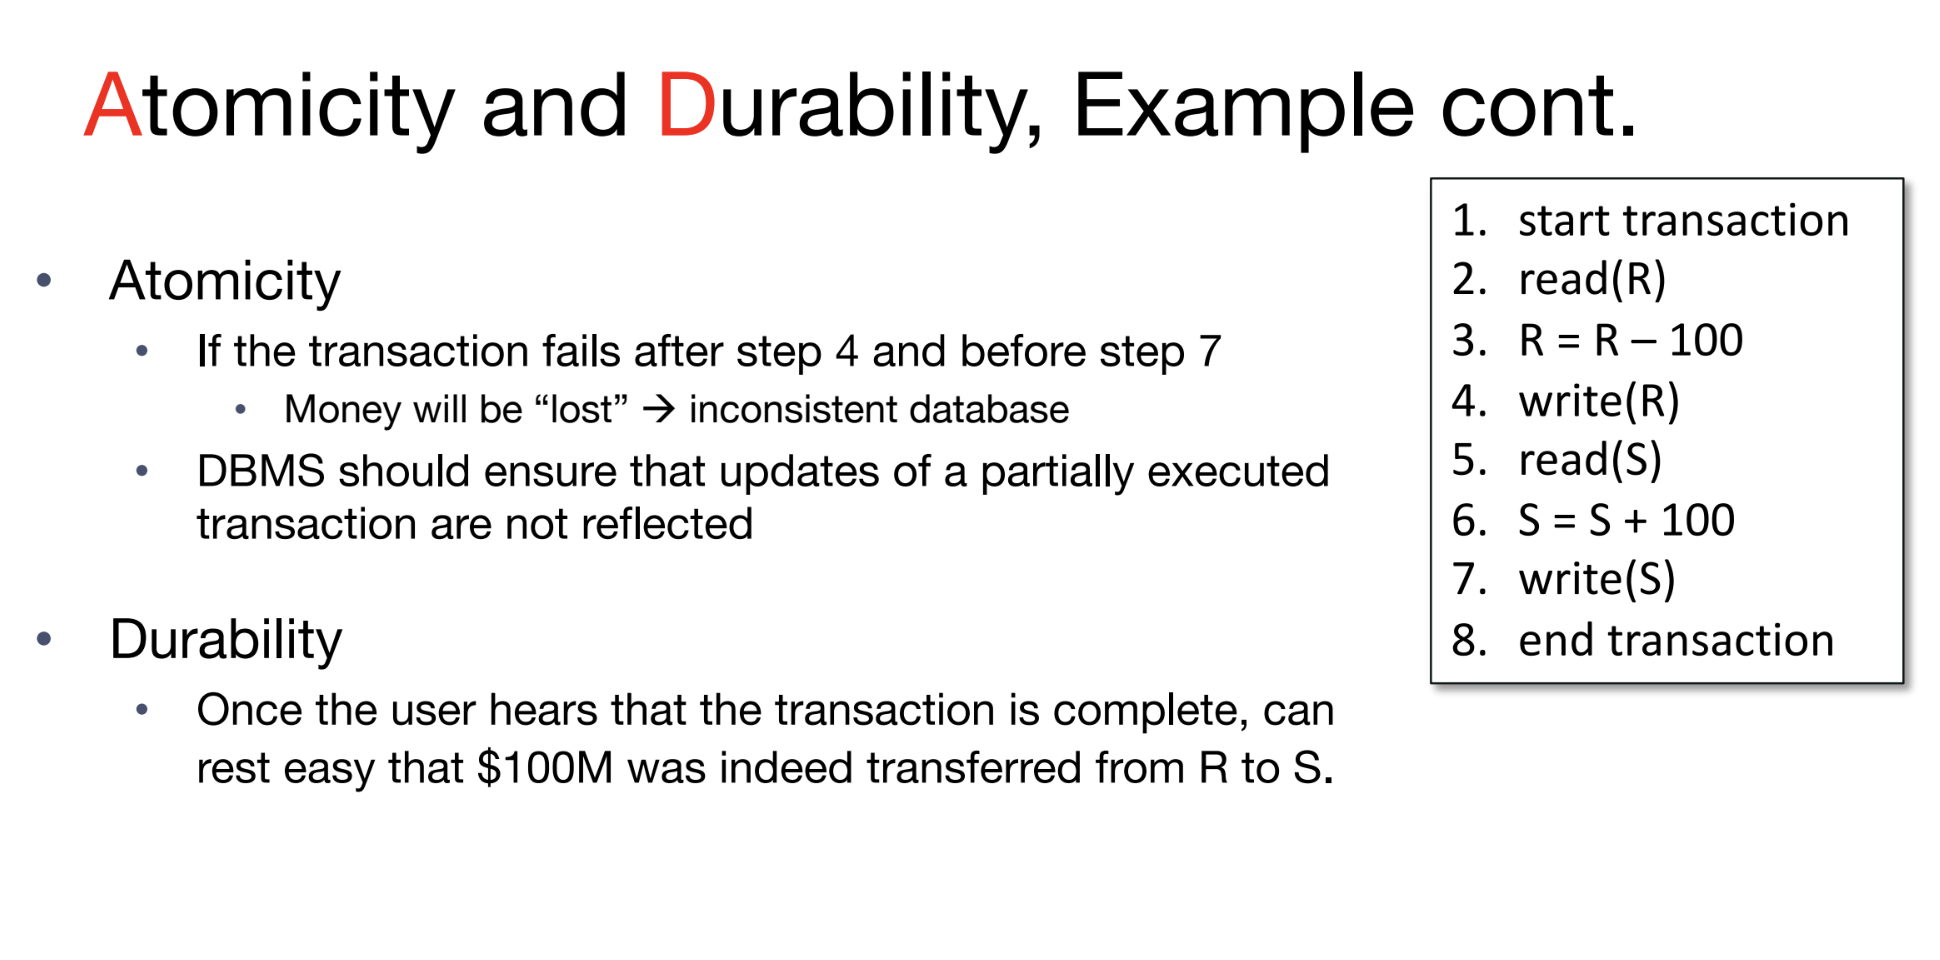 Atomicity and Durability, Example cont.
• Atomicity
• If the transaction fails after step 4 and before step 7
• Money will be “lost” → inconsistent database
• DBMS should ensure that updates of a partially executed
transaction are not reflected
• Durability
• Once the user hears that the transaction is complete, can
rest easy that $100M was indeed transferred from R to S.
1. start transaction
2. read(R)
3. R = R – 100
4. write(R)
5. read(S)
6. S = S + 100
7. write(S)
8. end transaction